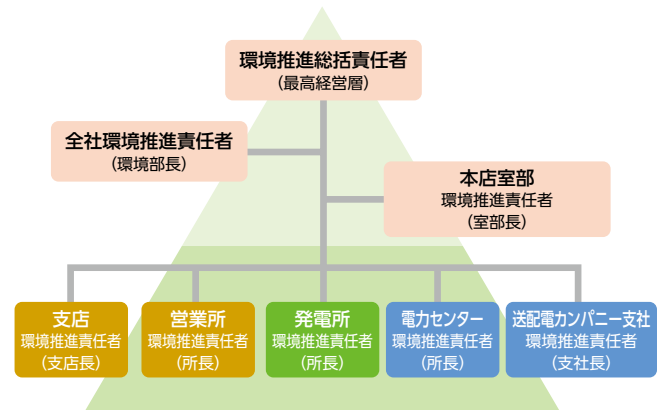 環境推進総括責任者
(最高経営層)
全社環境推進責任者
(環境部長)
本店室部
環境推進責任者
(室部長)
支店
環境推進責任者
(支店長)
営業所
環境推進責任者
(所長)
発電所
環境推進責任者
(所長)
電力センター
環境推進責任者
(所長)
送配電カンパニー支社
環境推進責任者
(支社長)